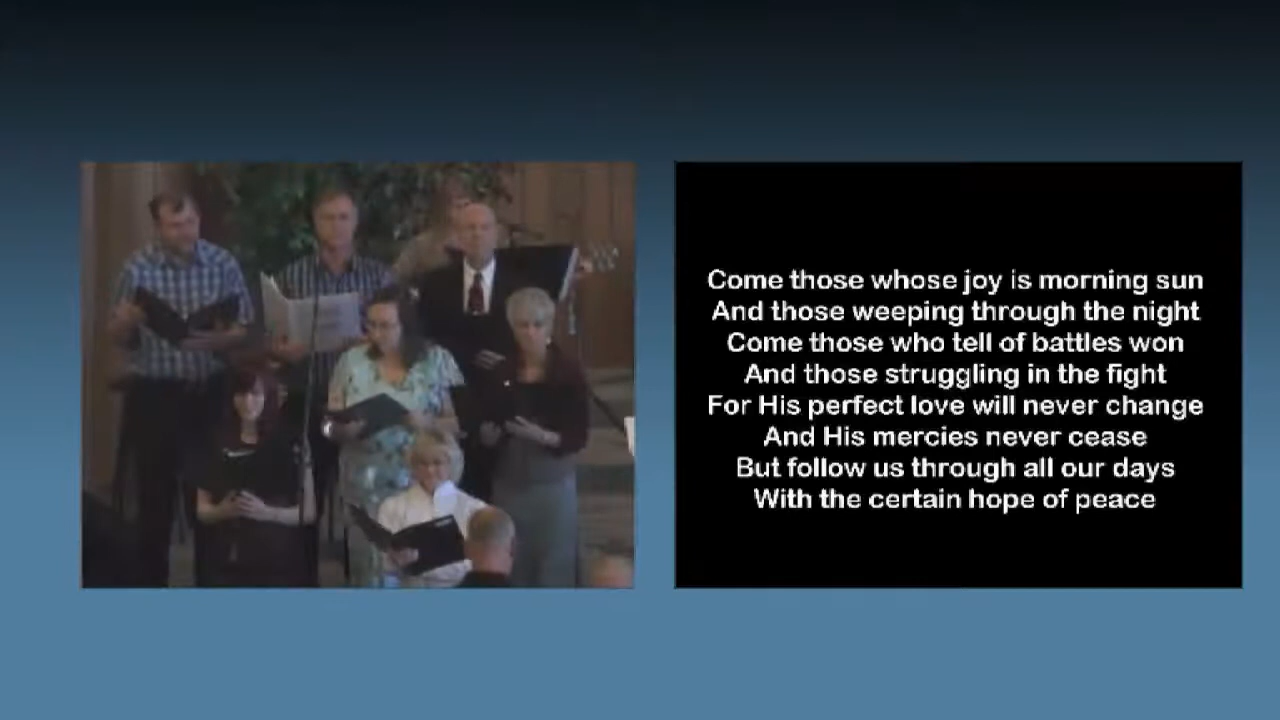 Come those whose joy is morning sun
And those weeping through the night
Come those who tell of battles won
And those struggling in the fight
For His perfect love will never change
And His mercies never cease
But follow us through all our days
With the certain hope of peace